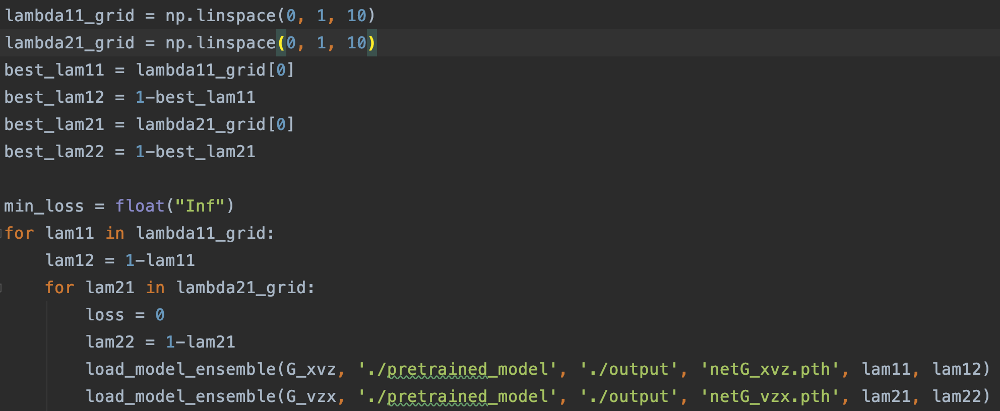 lambda11_grid = np.linspace(0, 1, 10)
lambda21_grid = np.linspace(0, 1, 10)
best_lam11 = lambda11_grid[0]
best_lam12 = 1-best_lam11
best_lam21 = lambda21_grid[0]
best_lam22 = 1-best_lam21

min_loss = float("Inf")
for lam11 in lambda11_grid:
    lam12 = 1-lam11
    for lam21 in lambda21_grid:
        loss = 0
        lam22 = 1-lam21
        load_model_ensemble(G_xvz, './pretrained_model', './output', 'netG_xvz.pth', lam11, lam12)
        load_model_ensemble(G_vzx, './pretrained_model', './output', 'netG_vzx.pth', lam21, lam22)